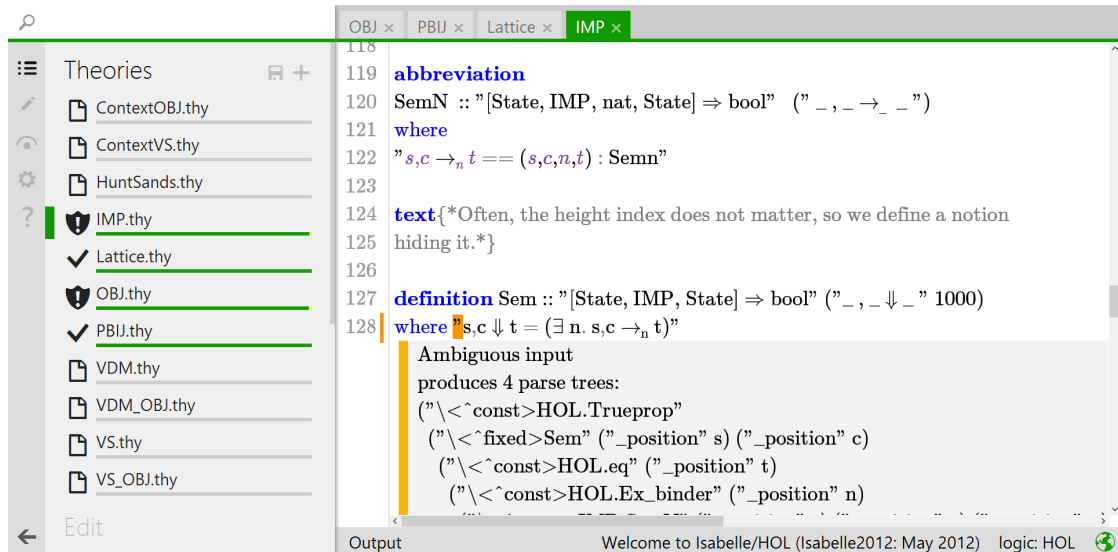 OBJ × PBIJ × Lattice × IMP ×
Theories
ContextOBJ.thy
ContextVS.thy
HuntSands.thy
IMP.thy
Lattice.thy
OBJ.thy
PBIJ.thy
VDM.thy
VDM_OBJ.thy
VS.thy
VS_OBJ.thy
Edit
118
119 abbreviation
120 SemN :: "[State, IMP, nat, State] ⇒ bool" (" _ , _ →_ _ ")
121 where
122 "s,c →ₙ t == (s,c,n,t) : Semn"
123
124 text{*Often, the height index does not matter, so we define a notion
125 hiding it.*}
126
127 definition Sem :: "[State, IMP, State] ⇒ bool" ("_ , _ ⇓ _ " 1000)
128 where "s,c ⇓ t = (∃ n. s,c →ₙ t)"
Ambiguous input
produces 4 parse trees:
("\<^const>HOL.Trueprop"
("\<^fixed>Sem" ("_position" s) ("_position" c)
("\<^const>HOL.eq" ("_position" t)
("\<^const>HOL.Ex_binder" ("_position" n)
Output Welcome to Isabelle/HOL (Isabelle2012: May 2012) logic: HOL